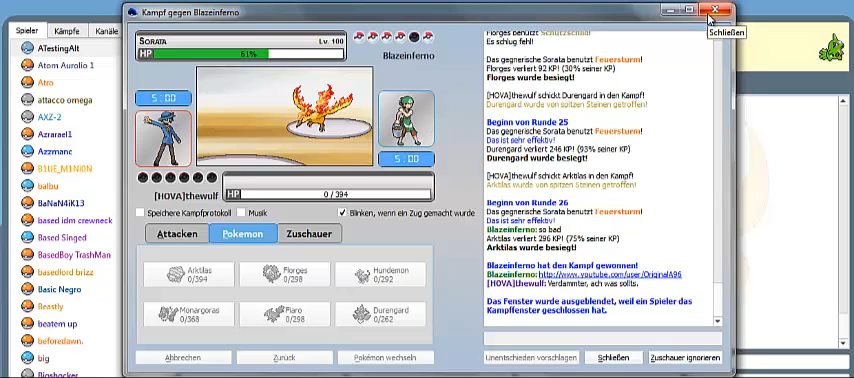 Kampf gegen Blazeinferno
Schließen
Spieler
Kämpfe
Kanäle
ATestingAlt
Atom Aurolio 1
Atro
attacco omega
AXZ-2
Azrarael1
Azzmanc
B1UE_M1Ni0N
balbu
BaNaN4iK13
based idm crewneck
Based Singed
BasedBoy TrashMan
basedlord brizz
Basic Negro
Beastly
beatem up
beforedawn.
big
Bioshocker
Sorata Lv. 100
HP 61%
Blazeinferno
5:00
5:00
[HOVA]thewulf
HP 0 / 394
Speichere Kampfprotokoll
Musik
Blinken, wenn ein Zug gemacht wurde
Attacken
Pokemon
Zuschauer
Arktilas
0/394
Florges
0/298
Hundemon
0/292
Monargoras
0/368
Fiaro
0/298
Durengard
0/262
Abbrechen
Zurück
Pokémon wechseln
Florges benutzt Schutzschild!
Es schlug fehl!
Das gegnerische Sorata benutzt Feuersturm!
Florges verliert 92 KP! (30% seiner KP)
Florges wurde besiegt!
[HOVA]thewulf schickt Durengard in den Kampf!
Durengard wurde von spitzen Steinen getroffen!
Beginn von Runde 25
Das gegnerische Sorata benutzt Feuersturm!
Das ist sehr effektiv!
Durengard verliert 246 KP! (93% seiner KP)
Durengard wurde besiegt!
[HOVA]thewulf schickt Arktilas in den Kampf!
Arktilas wurde von spitzen Steinen getroffen!
Beginn von Runde 26
Das gegnerische Sorata benutzt Feuersturm!
Das ist sehr effektiv!
Blazeinferno: so bad
Arktilas verliert 296 KP! (75% seiner KP)
Arktilas wurde besiegt!
Blazeinferno hat den Kampf gewonnen!
Blazeinferno: http://www.youtube.com/user/OriginalA96
[HOVA]thewulf: Verdammter, ach was sollts.
Das Fenster wurde ausgeblendet, weil ein Spieler das
Kampffenster geschlossen hat.
Unentschieden vorschlagen
Schließen
Zuschauer ignorieren